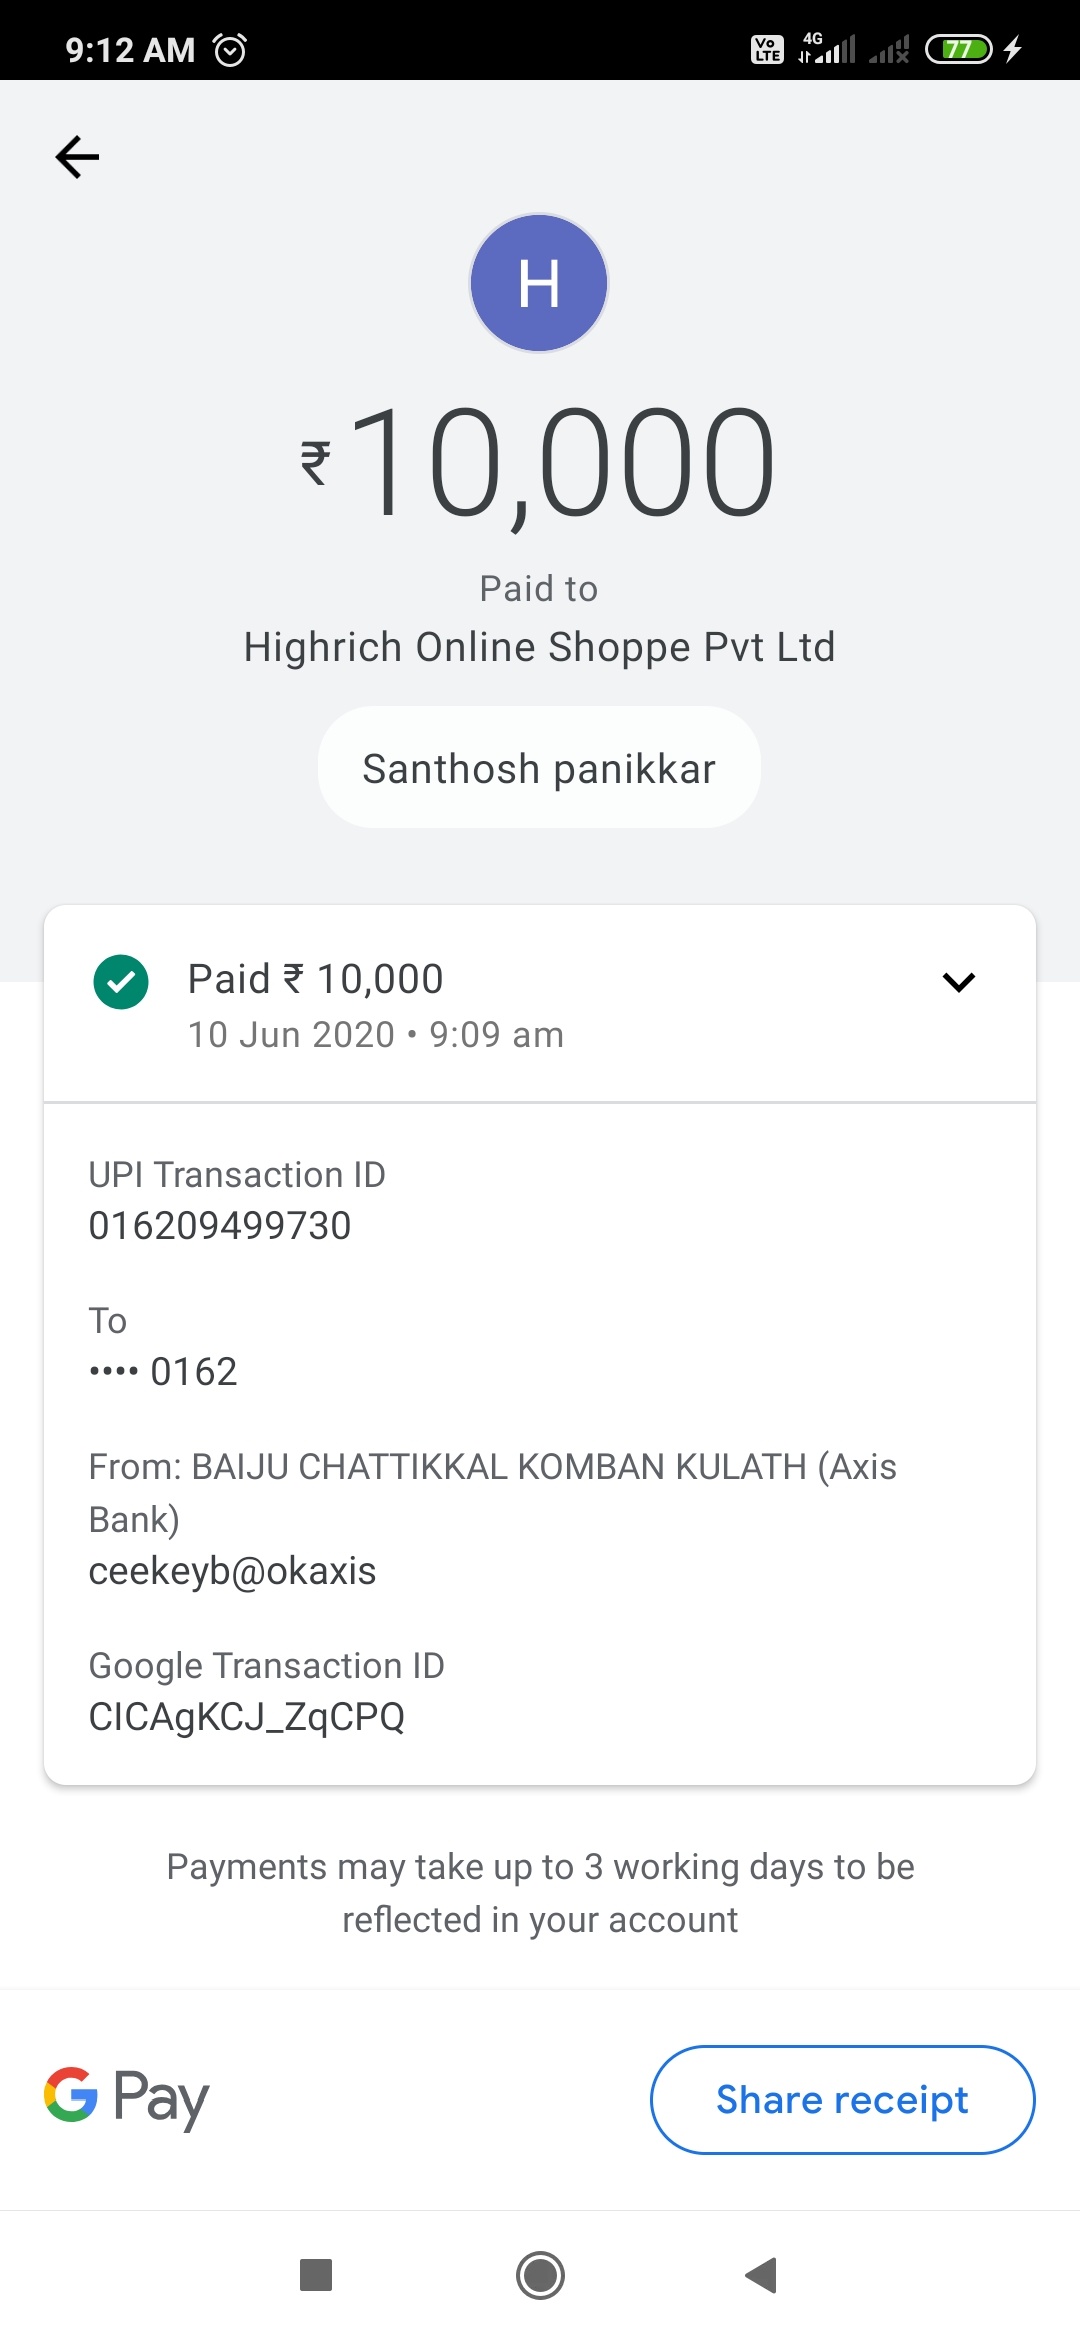 9:12 AM
Vo LTE 4G 77
H
₹10,000
Paid to
Highrich Online Shoppe Pvt Ltd
Santhosh panikkar
Paid ₹ 10,000
10 Jun 2020 • 9:09 am
UPI Transaction ID
016209499730
To
•••• 0162
From: BAIJU CHATTIKKAL KOMBAN KULATH (Axis
Bank)
ceekeyb@okaxis
Google Transaction ID
CICAgKCJ_ZqCPQ
Payments may take up to 3 working days to be
reflected in your account
G Pay
Share receipt